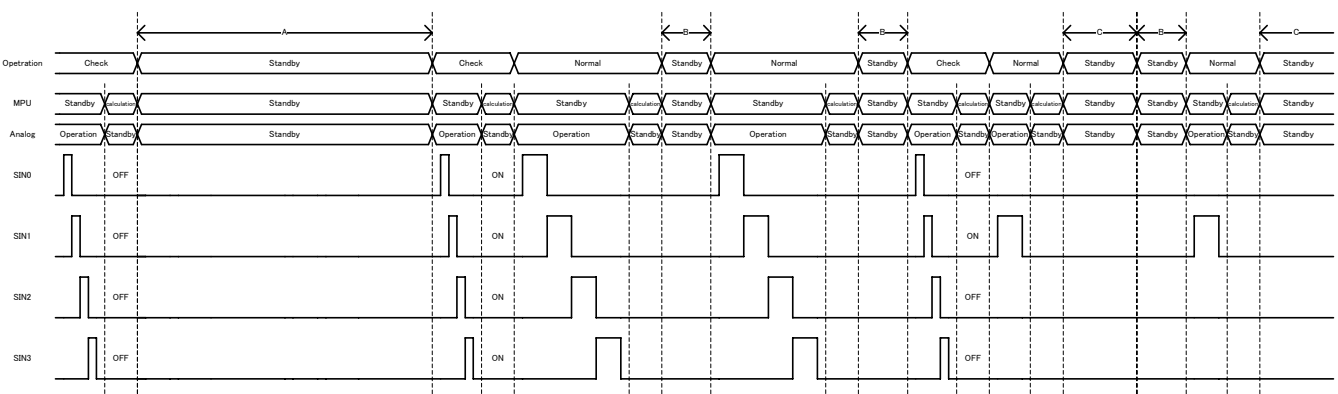 A B B C B C
Opetration Check Standby Check Normal Standby Normal Standby Check Normal Standby Standby Normal Standby
MPU Standby calculation Standby Standby calculation Standby calculation Standby Standby calculation Standby Standby calculation Standby calculation Standby Standby Standby calculation Standby
Analog Operation Standby Standby Operation Standby Operation Standby Standby Operation Standby Standby Operation Standby Operation Standby Standby Standby Operation Standby Standby
SIN0 OFF ON OFF
SIN1 OFF ON ON
SIN2 OFF ON OFF
SIN3 OFF ON OFF